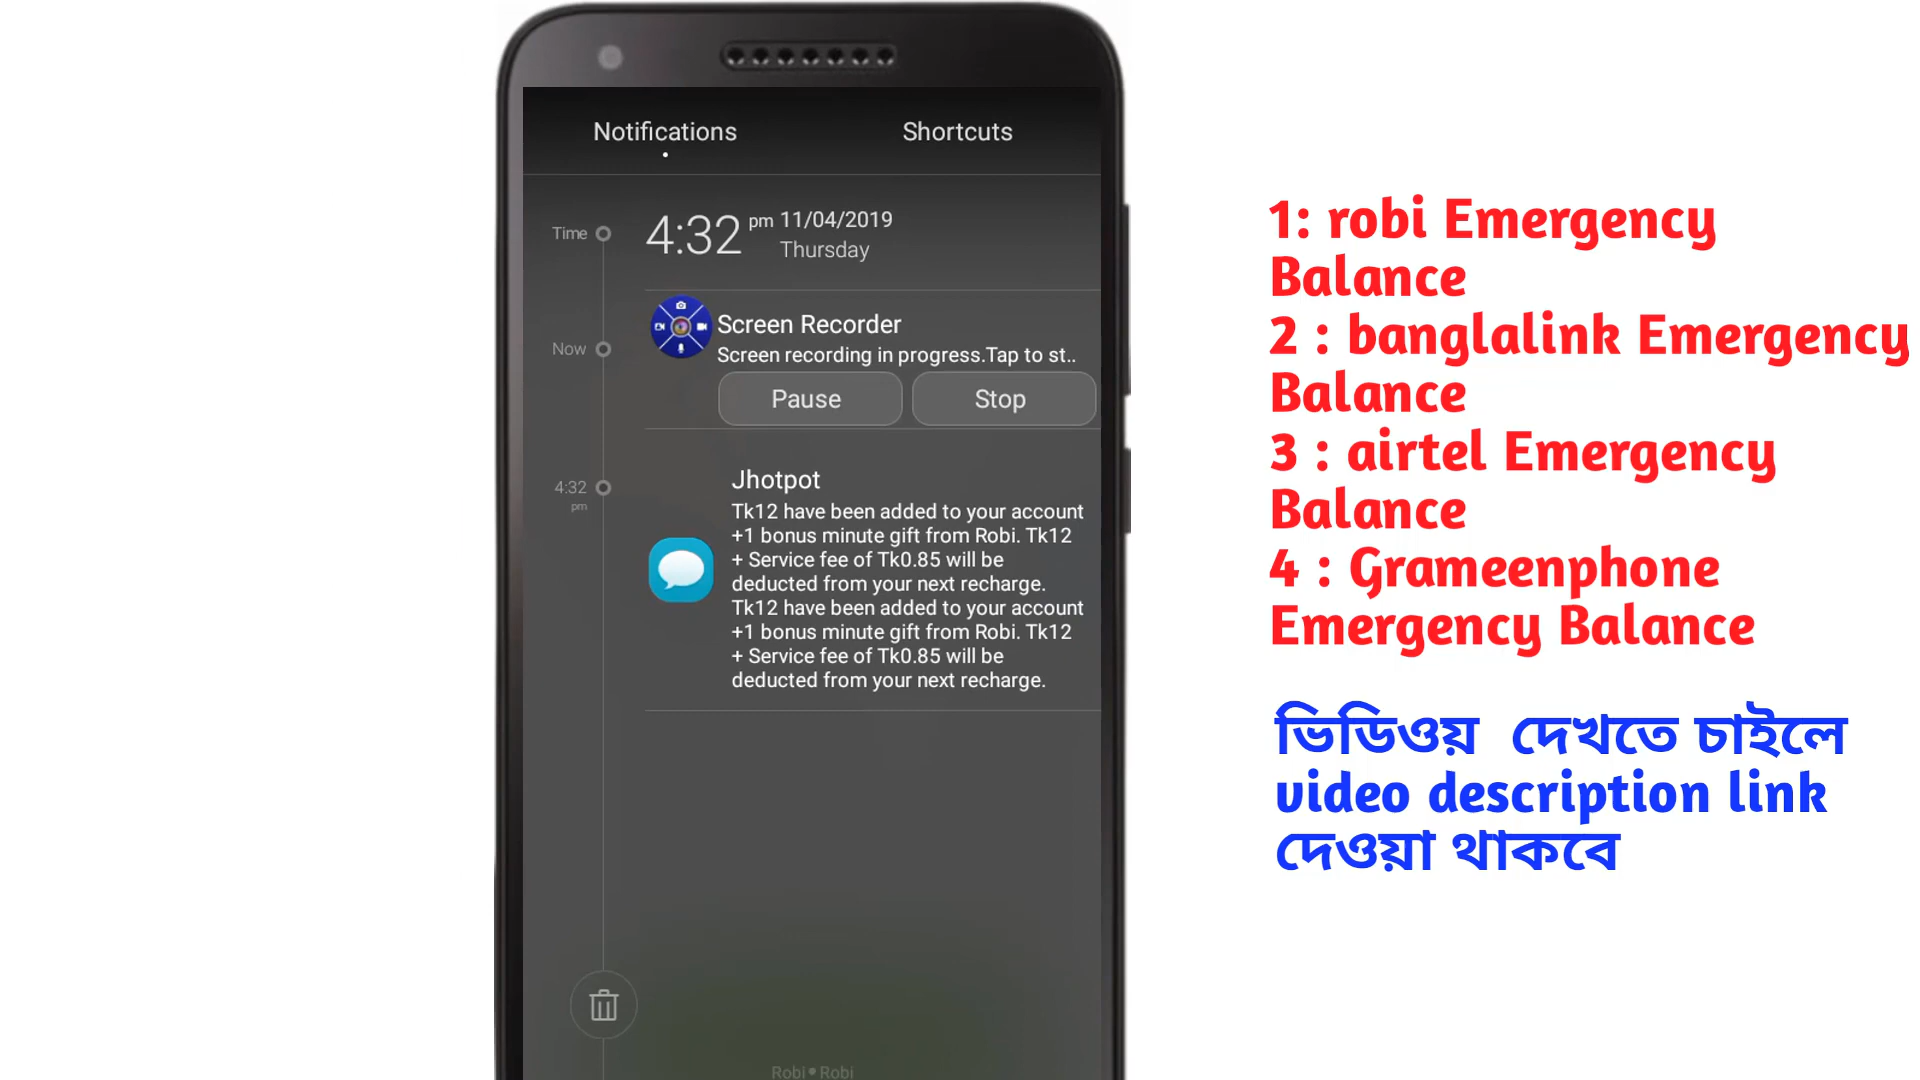 Notifications
Shortcuts
Time
4:32 pm 11/04/2019
Thursday
Now
Screen Recorder
Screen recording in progress.Tap to st..
Pause
Stop
4:32
pm
Jhotpot
Tk12 have been added to your account
+1 bonus minute gift from Robi. Tk12
+ Service fee of Tk0.85 will be
deducted from your next recharge.
Tk12 have been added to your account
+1 bonus minute gift from Robi. Tk12
+ Service fee of Tk0.85 will be
deducted from your next recharge.
Robi•Robi
1: robi Emergency
Balance
2 : banglalink Emergency
Balance
3 : airtel Emergency
Balance
4 : Grameenphone
Emergency Balance
ভিডিওয় দেখতে চাইলে
video description link
দেওয়া থাকবে